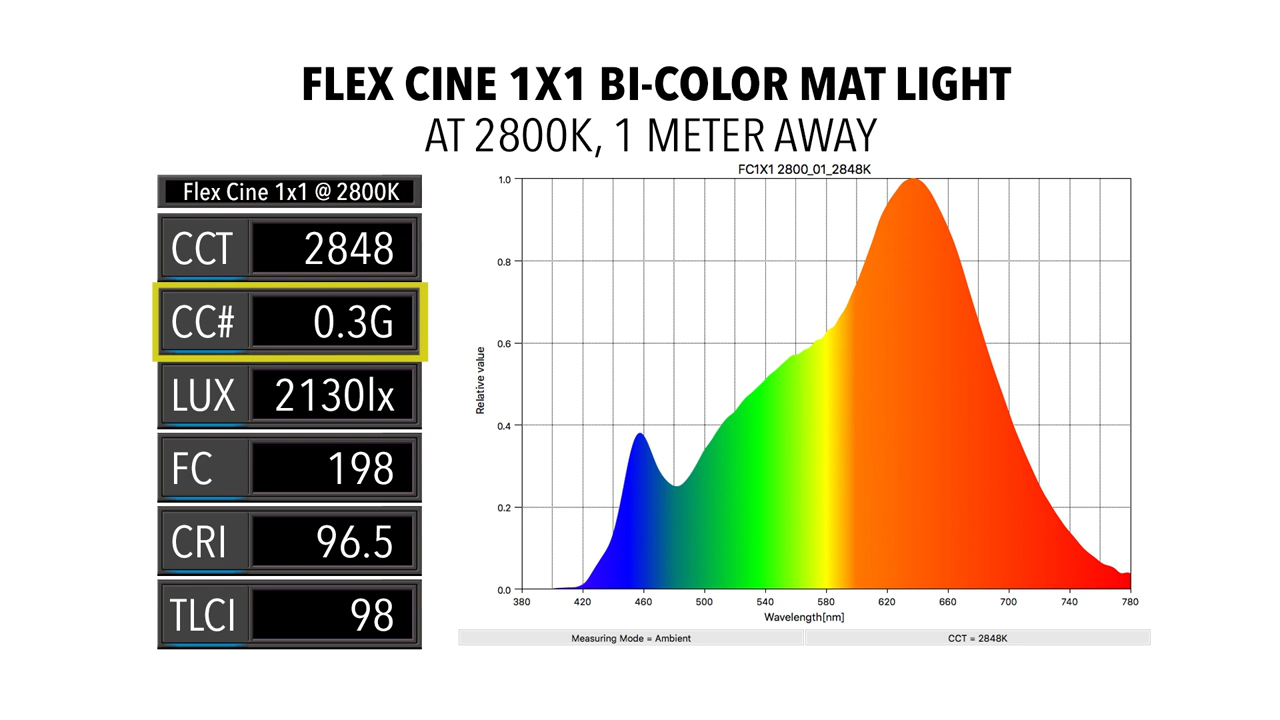 FLEX CINE 1X1 BI-COLOR MAT LIGHT
AT 2800K, 1 METER AWAY
Flex Cine 1x1 @ 2800K
CCT 2848
CC# 0.3G
LUX 2130lx
FC 198
CRI 96.5
TLCI 98
FC1X1 2800_01_2848K
Relative value
1.0
0.8
0.6
0.4
0.2
0.0
380 420 460 500 540 580 620 660 700 740 780
Wavelength[nm]
Measuring Mode = Ambient CCT = 2848K